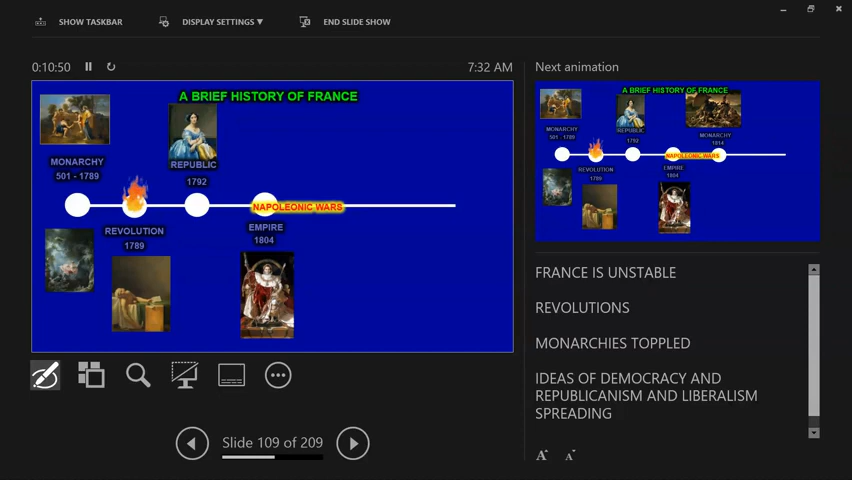 SHOW TASKBAR
DISPLAY SETTINGS ▼
END SLIDE SHOW
0:10:50
7:32 AM
A BRIEF HISTORY OF FRANCE
MONARCHY
501 - 1789
REPUBLIC
1792
NAPOLEONIC WARS
REVOLUTION
1789
EMPIRE
1804
Slide 109 of 209
Next animation
A BRIEF HISTORY OF FRANCE
MONARCHY
501 - 1789
REPUBLIC
1792
MONARCHY
1814
NAPOLEONIC WARS
REVOLUTION
1789
EMPIRE
1804
FRANCE IS UNSTABLE
REVOLUTIONS
MONARCHIES TOPPLED
IDEAS OF DEMOCRACY AND
REPUBLICANISM AND LIBERALISM
SPREADING
A A